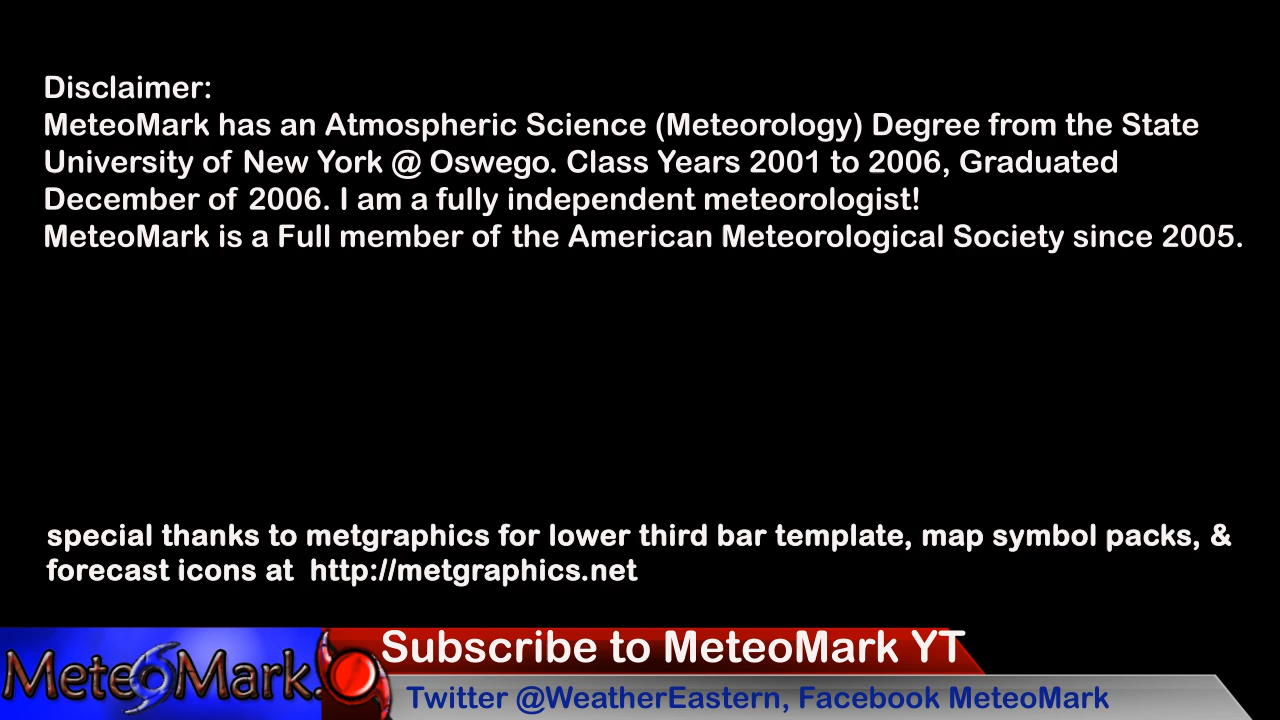 Disclaimer:
MeteoMark has an Atmospheric Science (Meteorology) Degree from the State
University of New York @ Oswego. Class Years 2001 to 2006, Graduated
December of 2006. I am a fully independent meteorologist!
MeteoMark is a Full member of the American Meteorological Society since 2005.
special thanks to metgraphics for lower third bar template, map symbol packs, &
forecast icons at http://metgraphics.net
Subscribe to MeteoMark YT
MeteoMark.
Twitter @WeatherEastern, Facebook MeteoMark